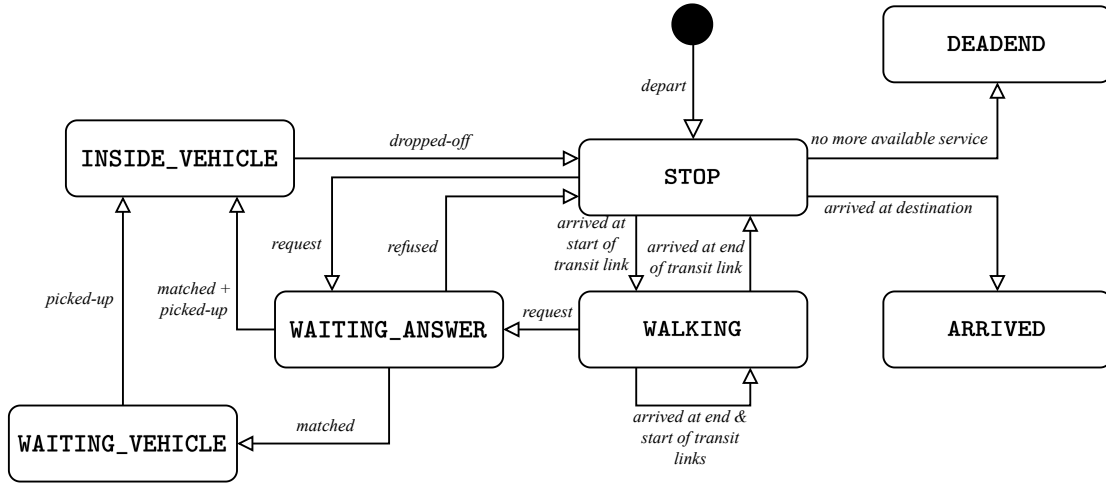 DEADEND
depart
INSIDE_VEHICLE
dropped-off
no more available service
STOP
arrived at destination
request
refused
arrived at
start of
transit link
arrived at end
of transit link
picked-up
matched +
picked-up
WAITING_ANSWER
request
WALKING
ARRIVED
WAITING_VEHICLE
matched
arrived at end &
start of transit
links